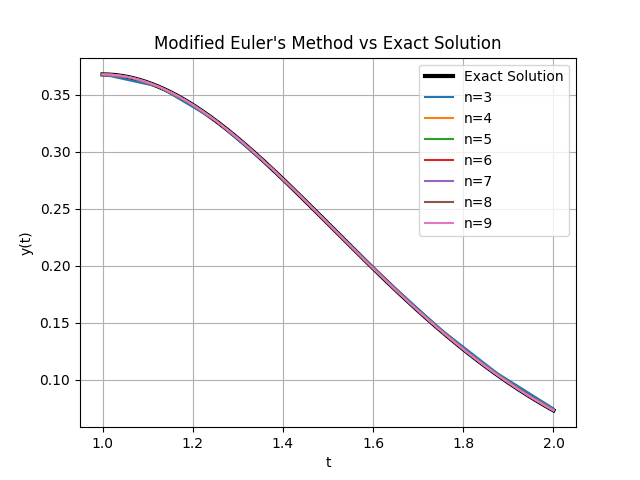 Modified Euler's Method vs Exact Solution
Exact Solution
n=3
n=4
n=5
n=6
n=7
n=8
n=9
y(t)
0.35
0.30
0.25
0.20
0.15
0.10
1.0
1.2
1.4
1.6
1.8
2.0
t